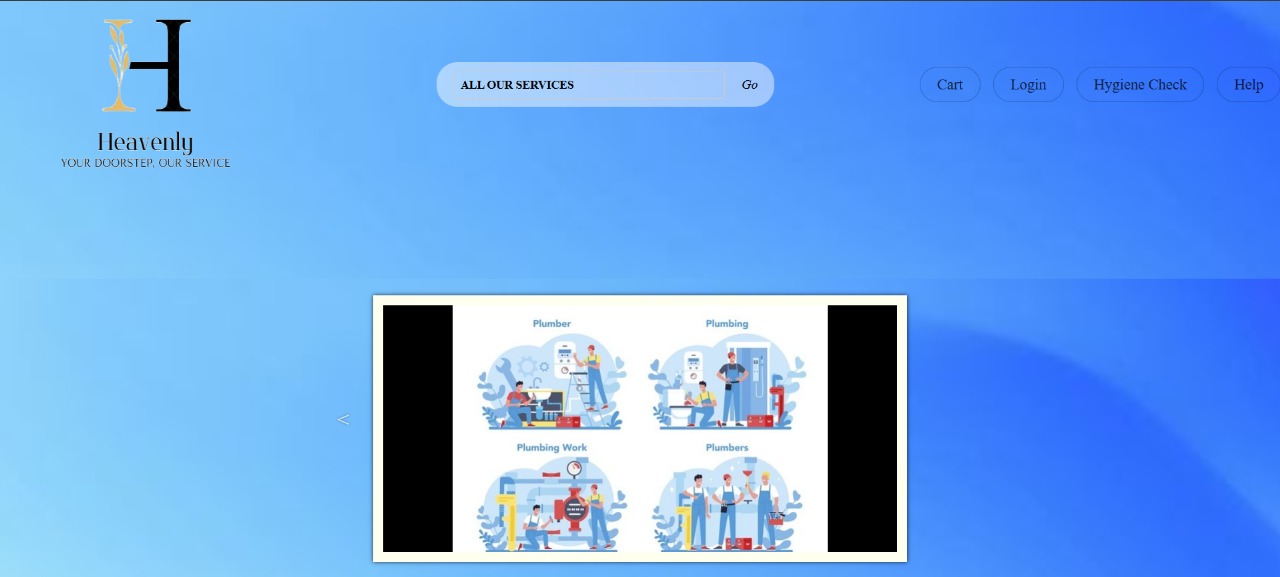 H
Heavenly
YOUR DOORSTEP, OUR SERVICE
ALL OUR SERVICES
Go
Cart
Login
Hygiene Check
Help
<
Plumber
Plumbing
Plumbing Work
Plumbers